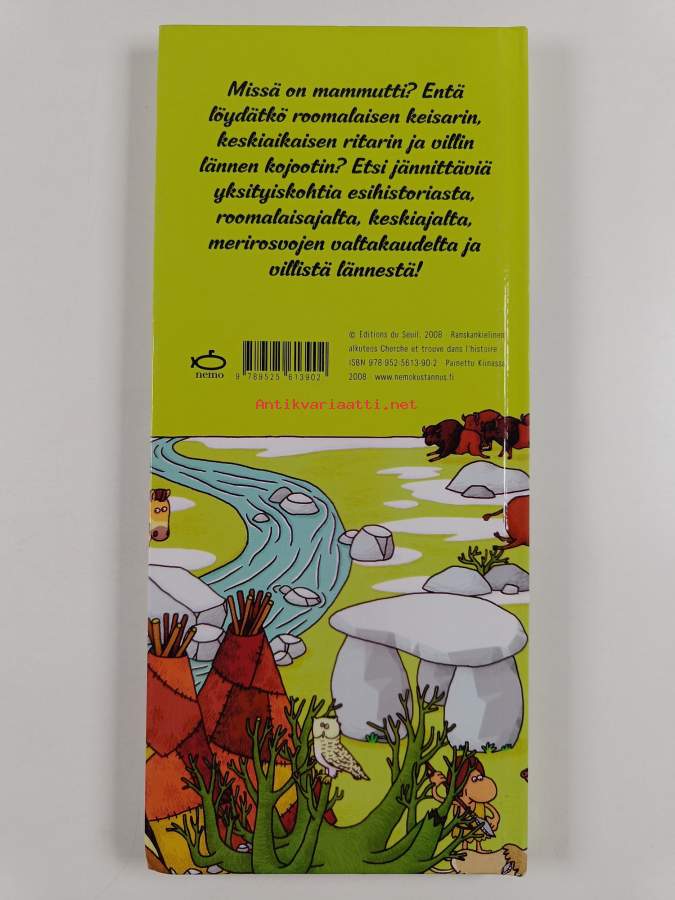 Missä on mammutti? Entä
löydätkö roomalaisen keisarin,
keskiaikaisen ritarin ja villin
lännen kojootin? Etsi jännittäviä
yksityiskohtia esihistoriasta,
roomalaisajalta, keskiajalta,
merirosvojen valtakaudelta ja
villistä lännestä!
© Editions du Seuil, 2008 · Ranskankielinen
alkuteos Cherche et trouve dans l'histoire
ISBN 978-952-5613-90-2 · Painettu Kiinassa
2008 · www.nemokustannus.fi
nemo
9 789525 613902
Antikvariaatti.net